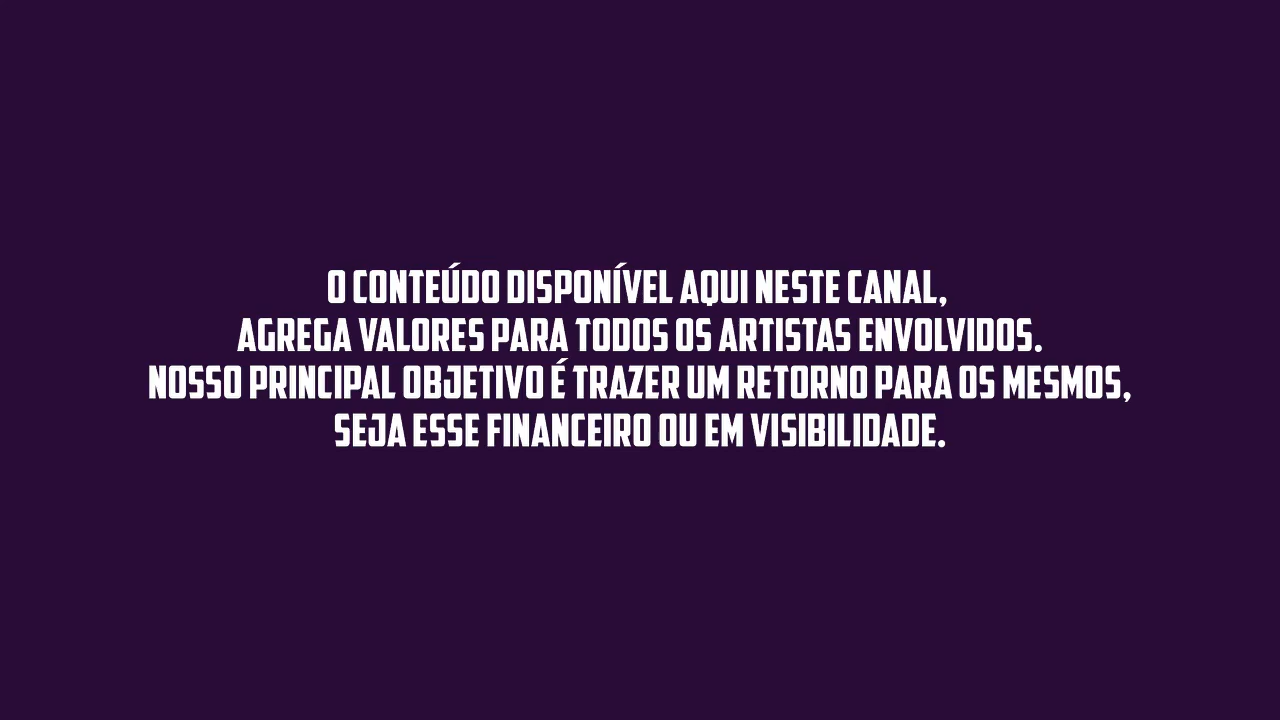 O CONTEÚDO DISPONÍVEL AQUI NESTE CANAL,
AGREGA VALORES PARA TODOS OS ARTISTAS ENVOLVIDOS.
NOSSO PRINCIPAL OBJETIVO É TRAZER UM RETORNO PARA OS MESMOS,
SEJA ESSE FINANCEIRO OU EM VISIBILIDADE.